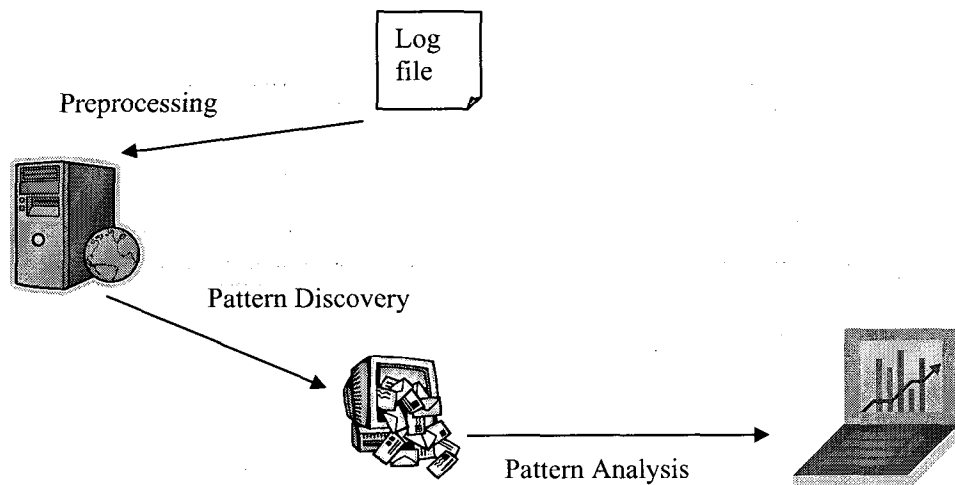 Log
file
Preprocessing
Pattern Discovery
Pattern Analysis